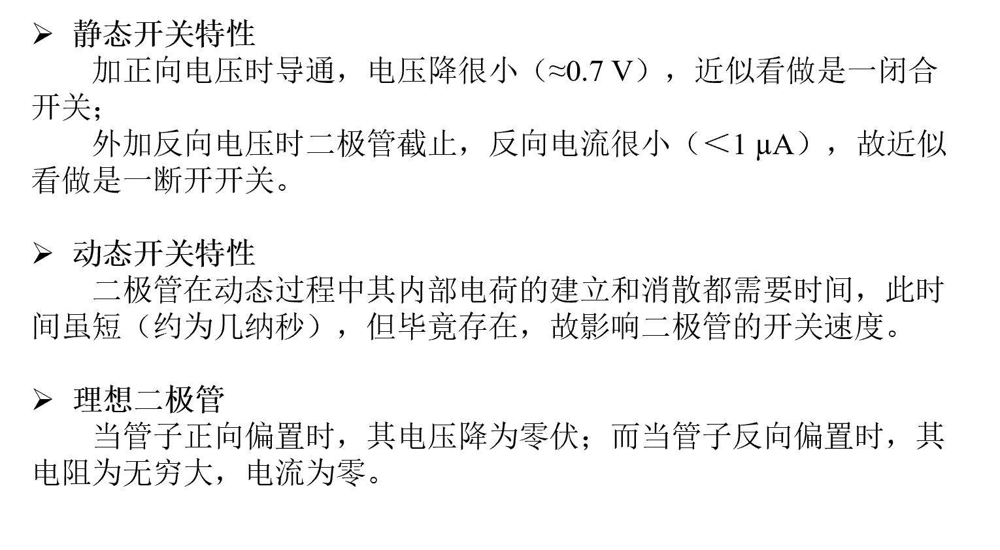 ➢ 静态开关特性
加正向电压时导通，电压降很小（≈0.7 V），近似看做是一闭合
开关；
外加反向电压时二极管截止，反向电流很小（＜1 μA），故近似
看做是一断开开关。
➢ 动态开关特性
二极管在动态过程中其内部电荷的建立和消散都需要时间，此时
间虽短（约为几纳秒），但毕竟存在，故影响二极管的开关速度。
➢ 理想二极管
当管子正向偏置时，其电压降为零伏；而当管子反向偏置时，其
电阻为无穷大，电流为零。